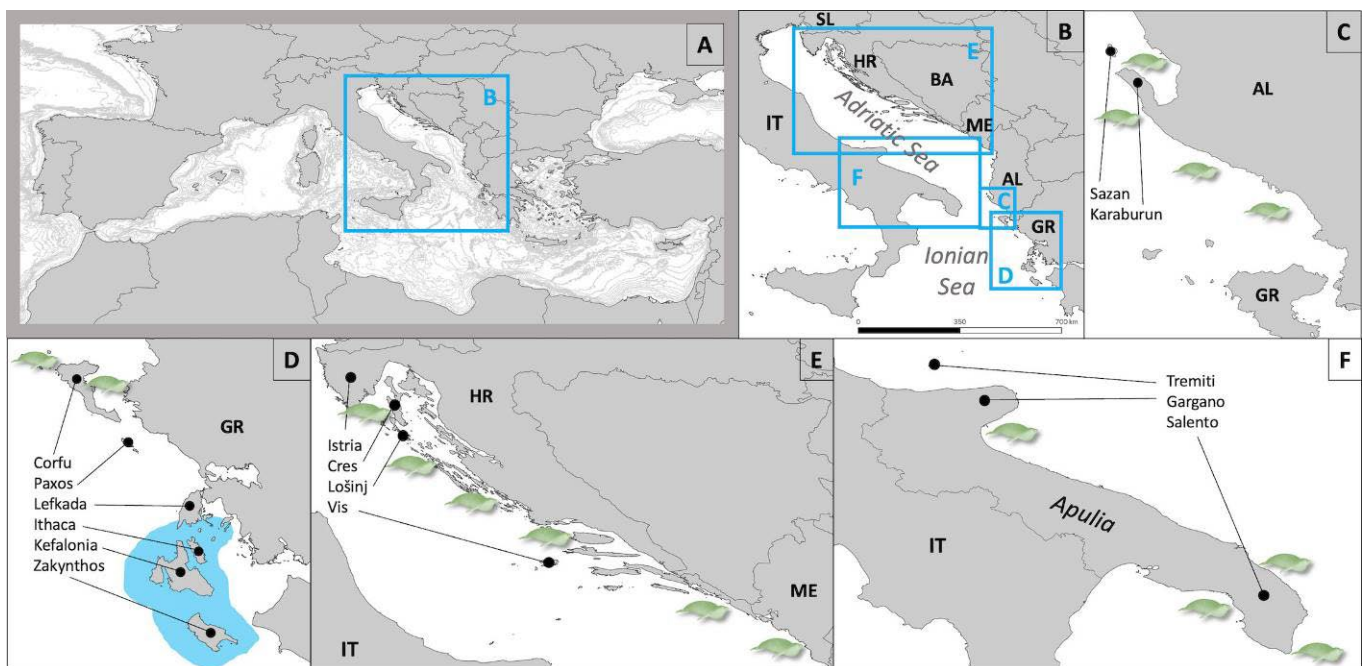 A
B
B
SL
E
HR
BA
IT
Adriatic Sea
ME
F
AL
C
GR
Ionian
Sea
D
0
350
700 km
C
AL
Sazan
Karaburun
GR
D
GR
Corfu
Paxos
Lefkada
Ithaca
Kefalonia
Zakynthos
E
HR
Istria
Cres
Lošinj
Vis
ME
IT
F
Tremiti
Gargano
Salento
Apulia
IT